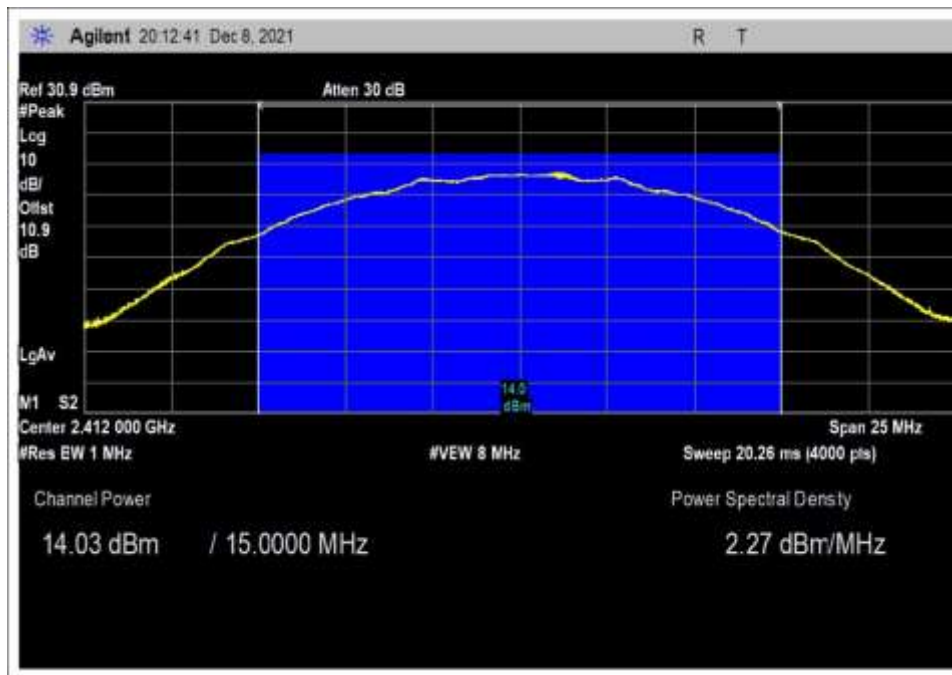 Agilent 20:12:41 Dec 8, 2021 R T
Ref 30.9 dBm Atten 30 dB
#Peak
Log
10
dB/
Offst
10.9
dB
LgAv
M1 S2
14.0
dBm
Center 2.412 000 GHz Span 25 MHz
#Res BW 1 MHz #VBW 8 MHz Sweep 20.26 ms (4000 pts)
Channel Power Power Spectral Density
14.03 dBm / 15.0000 MHz 2.27 dBm/MHz